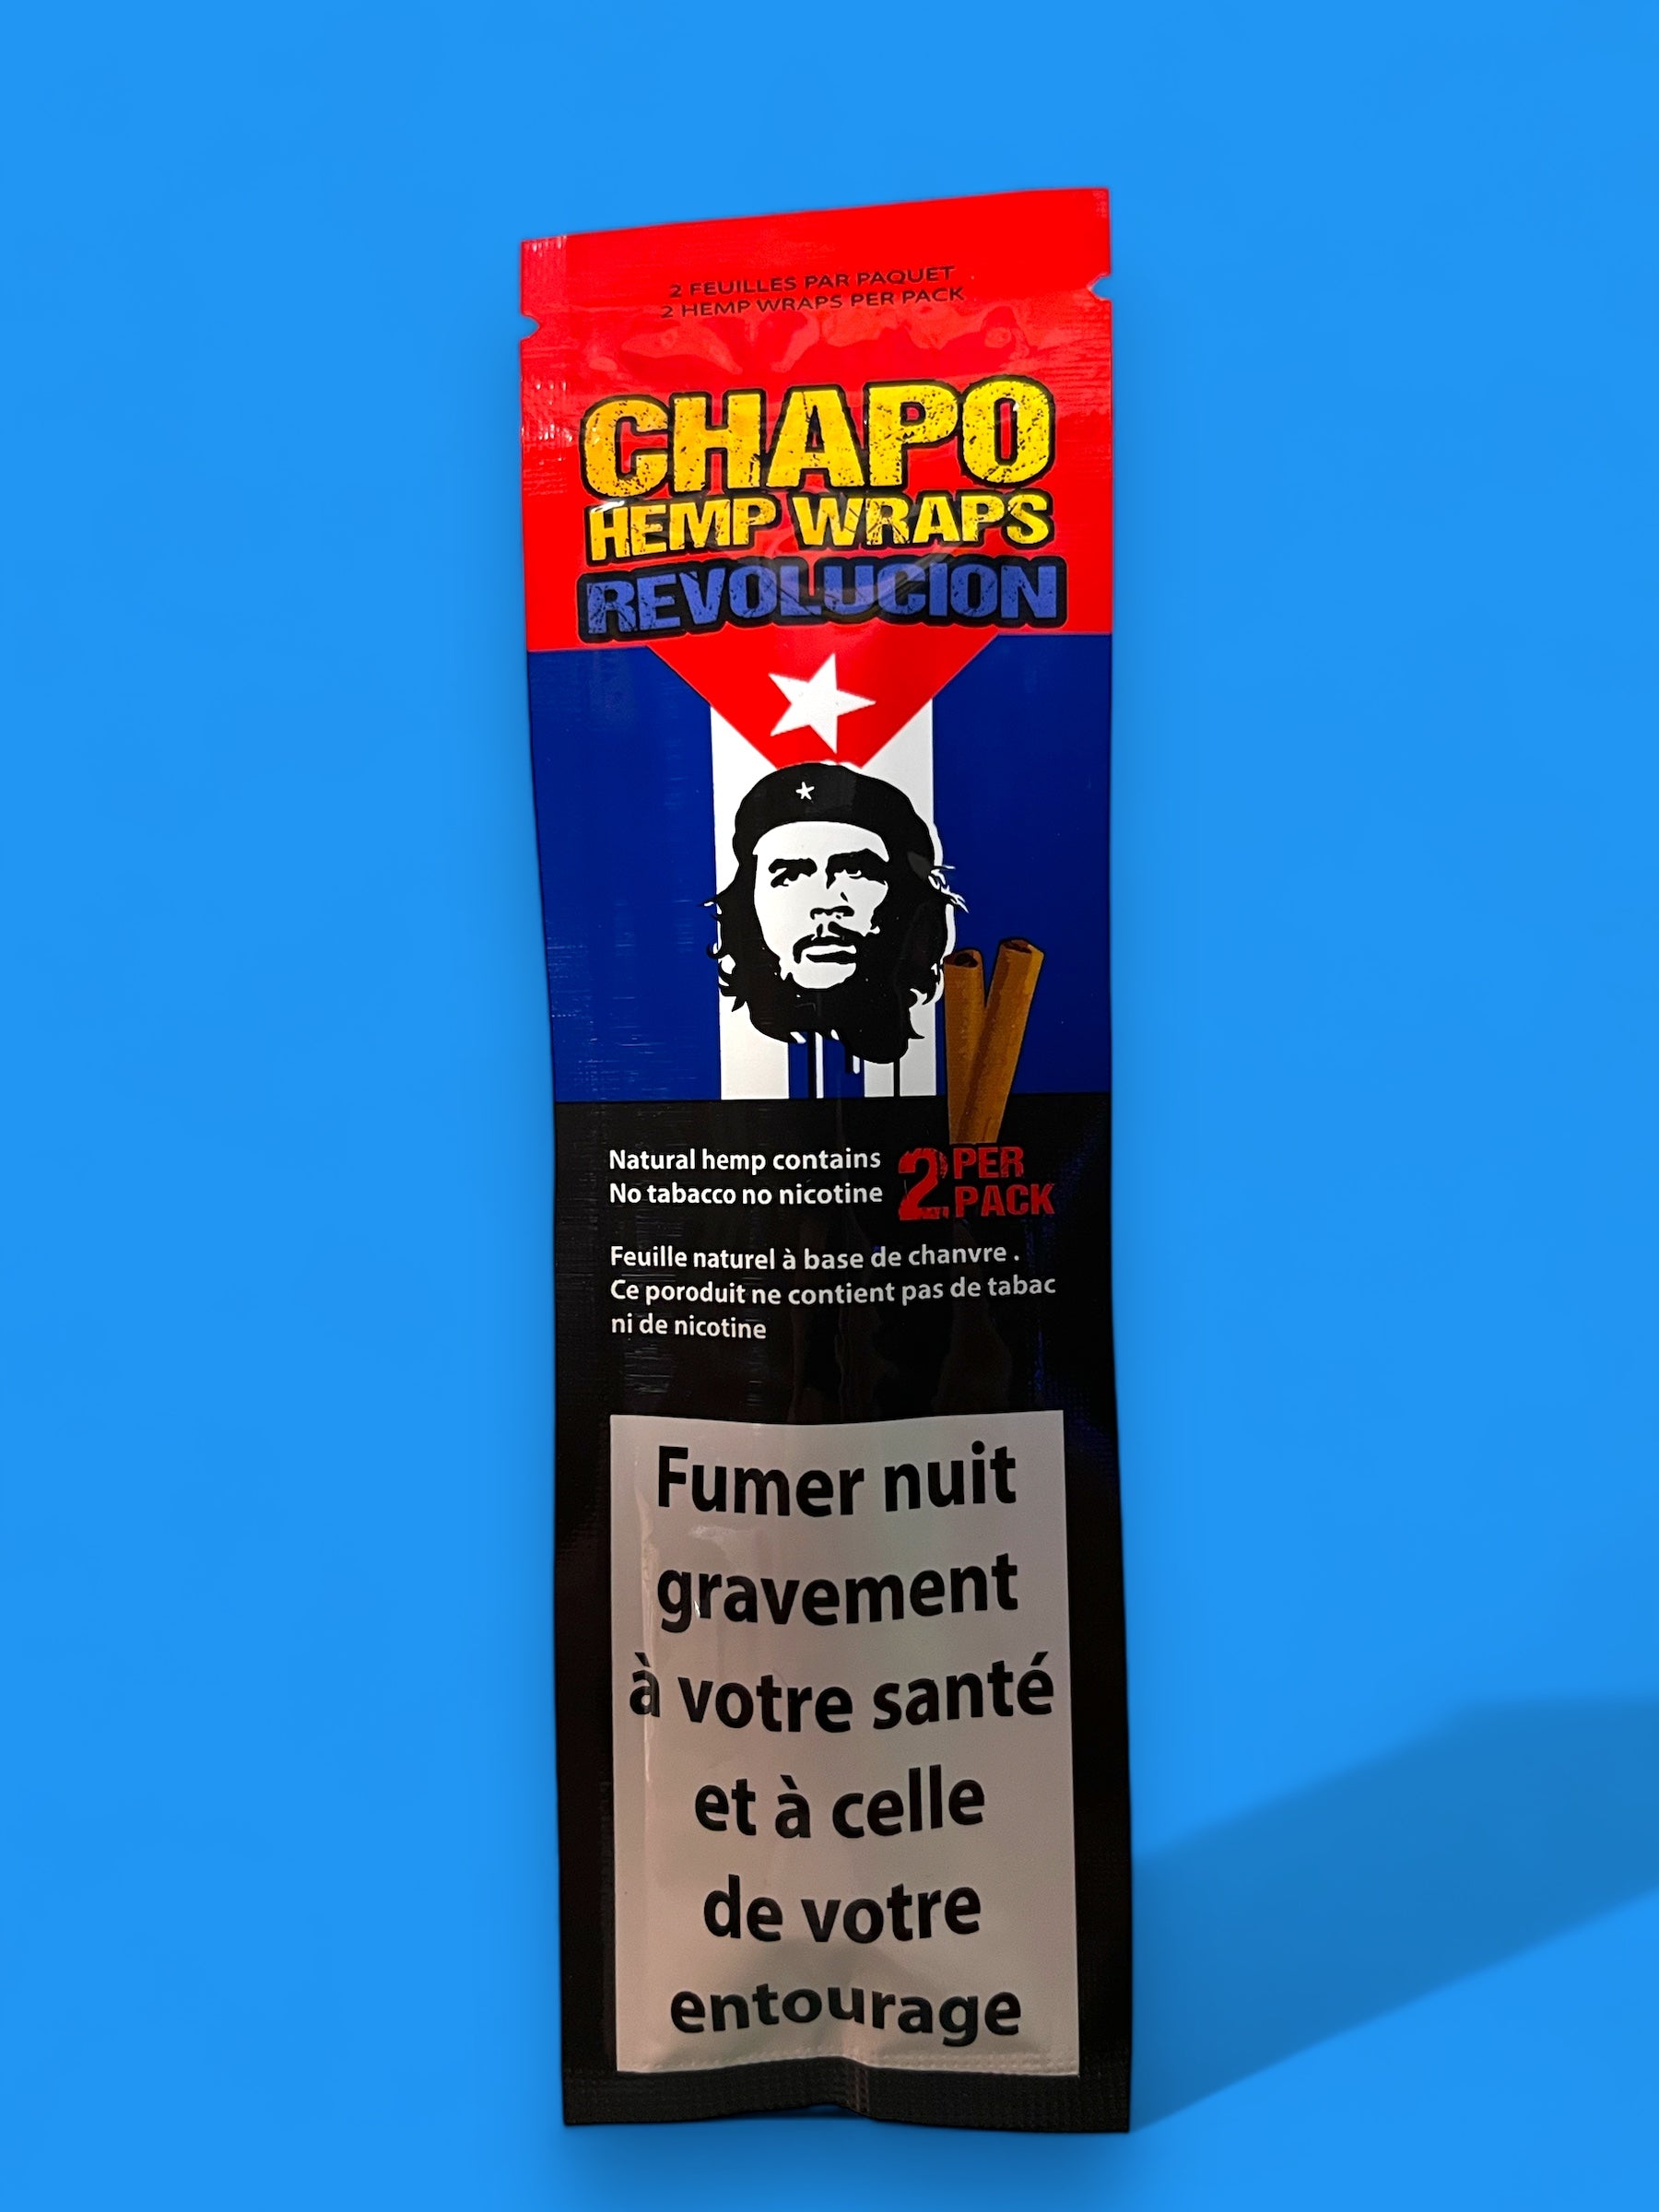 2 FEUILLES PAR PAQUET
2 HEMP WRAPS PER PACK
CHAPO
HEMP WRAPS
REVOLUCION
Natural hemp contains
No tabacco no nicotine
2 PER
PACK
Feuille naturel à base de chanvre .
Ce poroduit ne contient pas de tabac
ni de nicotine
Fumer nuit
gravement
à votre santé
et à celle
de votre
entourage